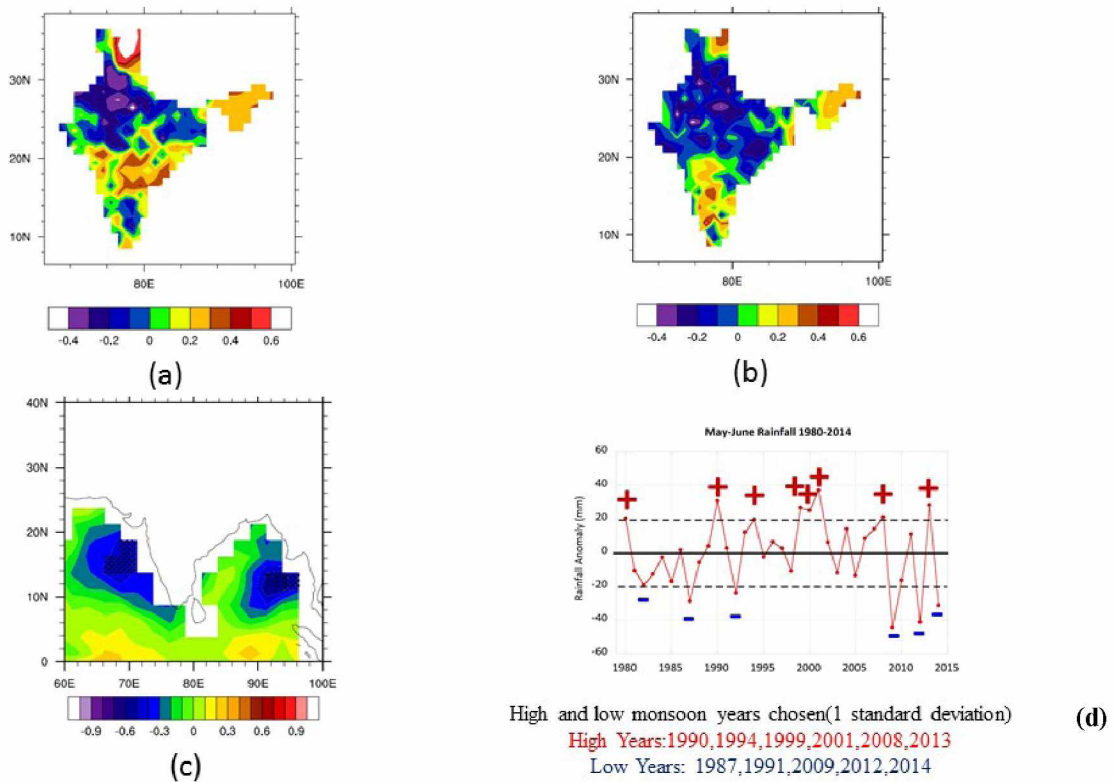 30N
20N
10N
80E
100E
-0.4
-0.2
0
0.2
0.4
0.6
(a)
30N
20N
10N
80E
100E
-0.4
-0.2
0
0.2
0.4
0.6
(b)
40N
30N
20N
10N
0
60E
70E
80E
90E
100E
-0.9
-0.6
-0.3
0
0.3
0.6
0.9
(c)
May-June Rainfall 1980-2014
Rainfall Anomaly (mm)
60
40
20
0
-20
-40
-60
1980
1985
1990
1995
2000
2005
2010
2015
High and low monsoon years chosen(1 standard deviation)
(d)
High Years:1990,1994,1999,2001,2008,2013
Low Years: 1987,1991,2009,2012,2014